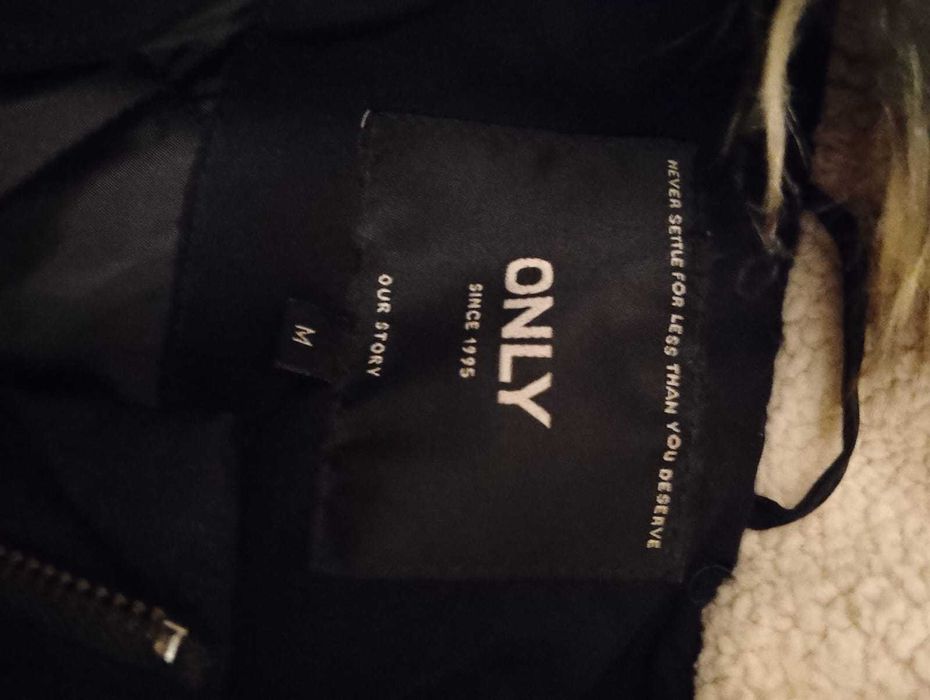 NEVER SETTLE FOR LESS THAN YOU DESERVE
ONLY
SINCE 1995
OUR STORY
M